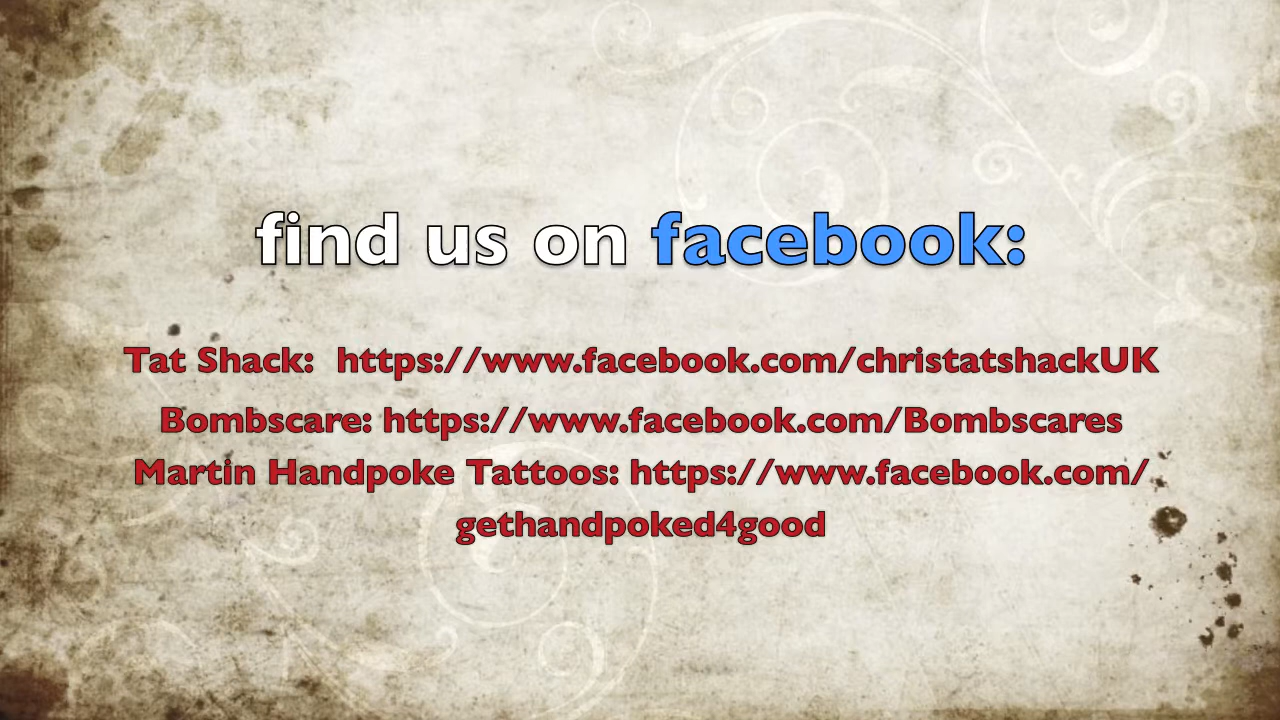 find us on facebook:
Tat Shack:  https://www.facebook.com/christatshackUK
Bombscare: https://www.facebook.com/Bombscares
Martin Handpoke Tattoos: https://www.facebook.com/
gethandpoked4good